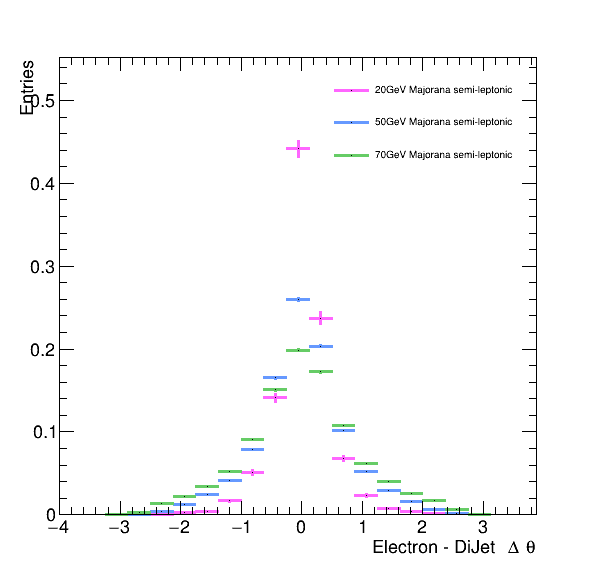 Entries
0.5
0.4
0.3
0.2
0.1
0
20GeV Majorana semi-leptonic
50GeV Majorana semi-leptonic
70GeV Majorana semi-leptonic
−4 −3 −2 −1 0 1 2 3
Electron - DiJet Δ θ